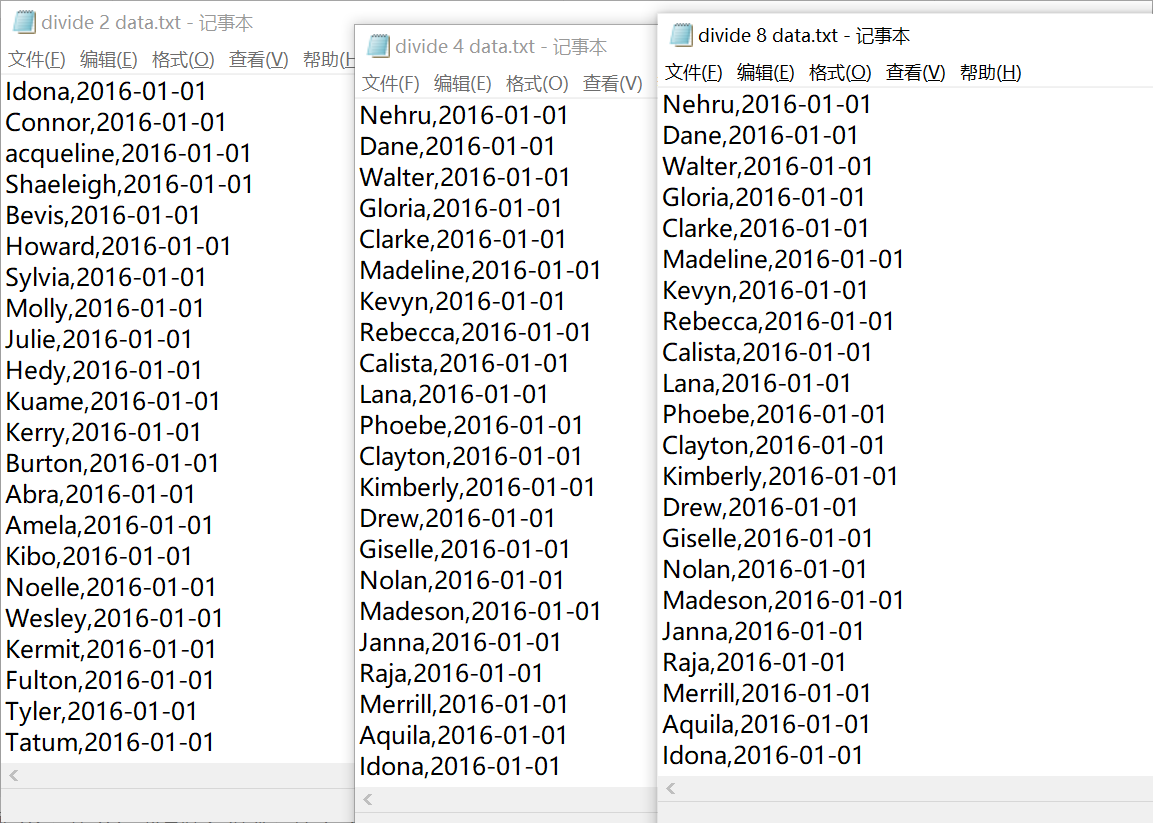 divide 2 data.txt - 记事本
文件(F) 编辑(E) 格式(O) 查看(V) 帮助(H
Idona,2016-01-01
Connor,2016-01-01
acqueline,2016-01-01
Shaeleigh,2016-01-01
Bevis,2016-01-01
Howard,2016-01-01
Sylvia,2016-01-01
Molly,2016-01-01
Julie,2016-01-01
Hedy,2016-01-01
Kuame,2016-01-01
Kerry,2016-01-01
Burton,2016-01-01
Abra,2016-01-01
Amela,2016-01-01
Kibo,2016-01-01
Noelle,2016-01-01
Wesley,2016-01-01
Kermit,2016-01-01
Fulton,2016-01-01
Tyler,2016-01-01
Tatum,2016-01-01
divide 4 data.txt - 记事本
文件(F) 编辑(E) 格式(O) 查看(V)
Nehru,2016-01-01
Dane,2016-01-01
Walter,2016-01-01
Gloria,2016-01-01
Clarke,2016-01-01
Madeline,2016-01-01
Kevyn,2016-01-01
Rebecca,2016-01-01
Calista,2016-01-01
Lana,2016-01-01
Phoebe,2016-01-01
Clayton,2016-01-01
Kimberly,2016-01-01
Drew,2016-01-01
Giselle,2016-01-01
Nolan,2016-01-01
Madeson,2016-01-01
Janna,2016-01-01
Raja,2016-01-01
Merrill,2016-01-01
Aquila,2016-01-01
Idona,2016-01-01
divide 8 data.txt - 记事本
文件(F) 编辑(E) 格式(O) 查看(V) 帮助(H)
Nehru,2016-01-01
Dane,2016-01-01
Walter,2016-01-01
Gloria,2016-01-01
Clarke,2016-01-01
Madeline,2016-01-01
Kevyn,2016-01-01
Rebecca,2016-01-01
Calista,2016-01-01
Lana,2016-01-01
Phoebe,2016-01-01
Clayton,2016-01-01
Kimberly,2016-01-01
Drew,2016-01-01
Giselle,2016-01-01
Nolan,2016-01-01
Madeson,2016-01-01
Janna,2016-01-01
Raja,2016-01-01
Merrill,2016-01-01
Aquila,2016-01-01
Idona,2016-01-01